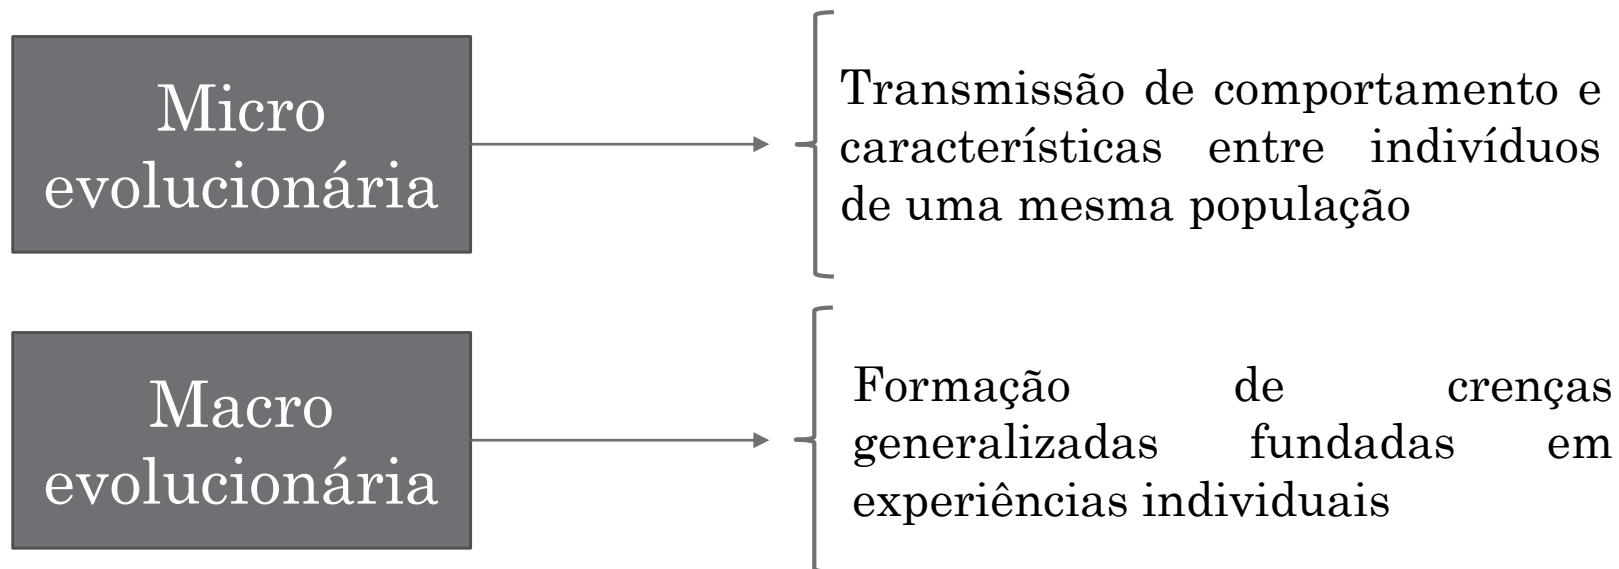 Micro
evolucionária
Transmissão de comportamento e
características entre indivíduos
de uma mesma população
Macro
evolucionária
Formação de crenças
generalizadas fundadas em
experiências individuais